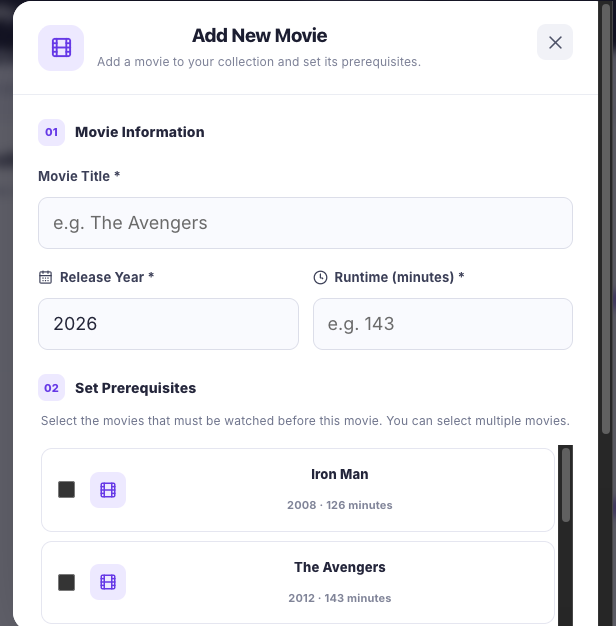 Add New Movie
Add a movie to your collection and set its prerequisites.
01 Movie Information
Movie Title *
e.g. The Avengers
Release Year * Runtime (minutes) *
2026 e.g. 143
02 Set Prerequisites
Select the movies that must be watched before this movie. You can select multiple movies.
Iron Man
2008 · 126 minutes
The Avengers
2012 · 143 minutes